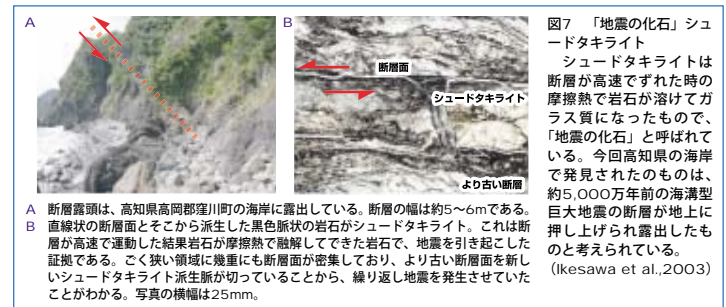 A
B
断層面
シュードタキライト
より古い断層
図7 「地震の化石」シュ
ードタキライト
シュードタキライトは
断層が高速でずれた時の
摩擦熱で岩石が溶けてガ
ラス質になったもので、
「地震の化石」と呼ばれて
いる。今回高知県の海岸
で発見されたのものは、
約5,000万年前の海溝型
巨大地震の断層が地上に
押し上げられ露出したも
のと考えられている。
(Ikesawa et al.,2003)
A 断層露頭は、高知県高岡郡窪川町の海岸に露出している。断層の幅は約5〜6mである。
B 直線状の断層面とそこから派生した黒色脈状の岩石がシュードタキライト。これは断
層が高速で運動した結果岩石が摩擦熱で融解してできた岩石で、地震を引き起こした
証拠である。ごく狭い領域に幾重にも断層面が密集しており、より古い断層面を新し
いシュードタキライト派生脈が切っていることから、繰り返し地震を発生させていた
ことがわかる。写真の横幅は25mm。